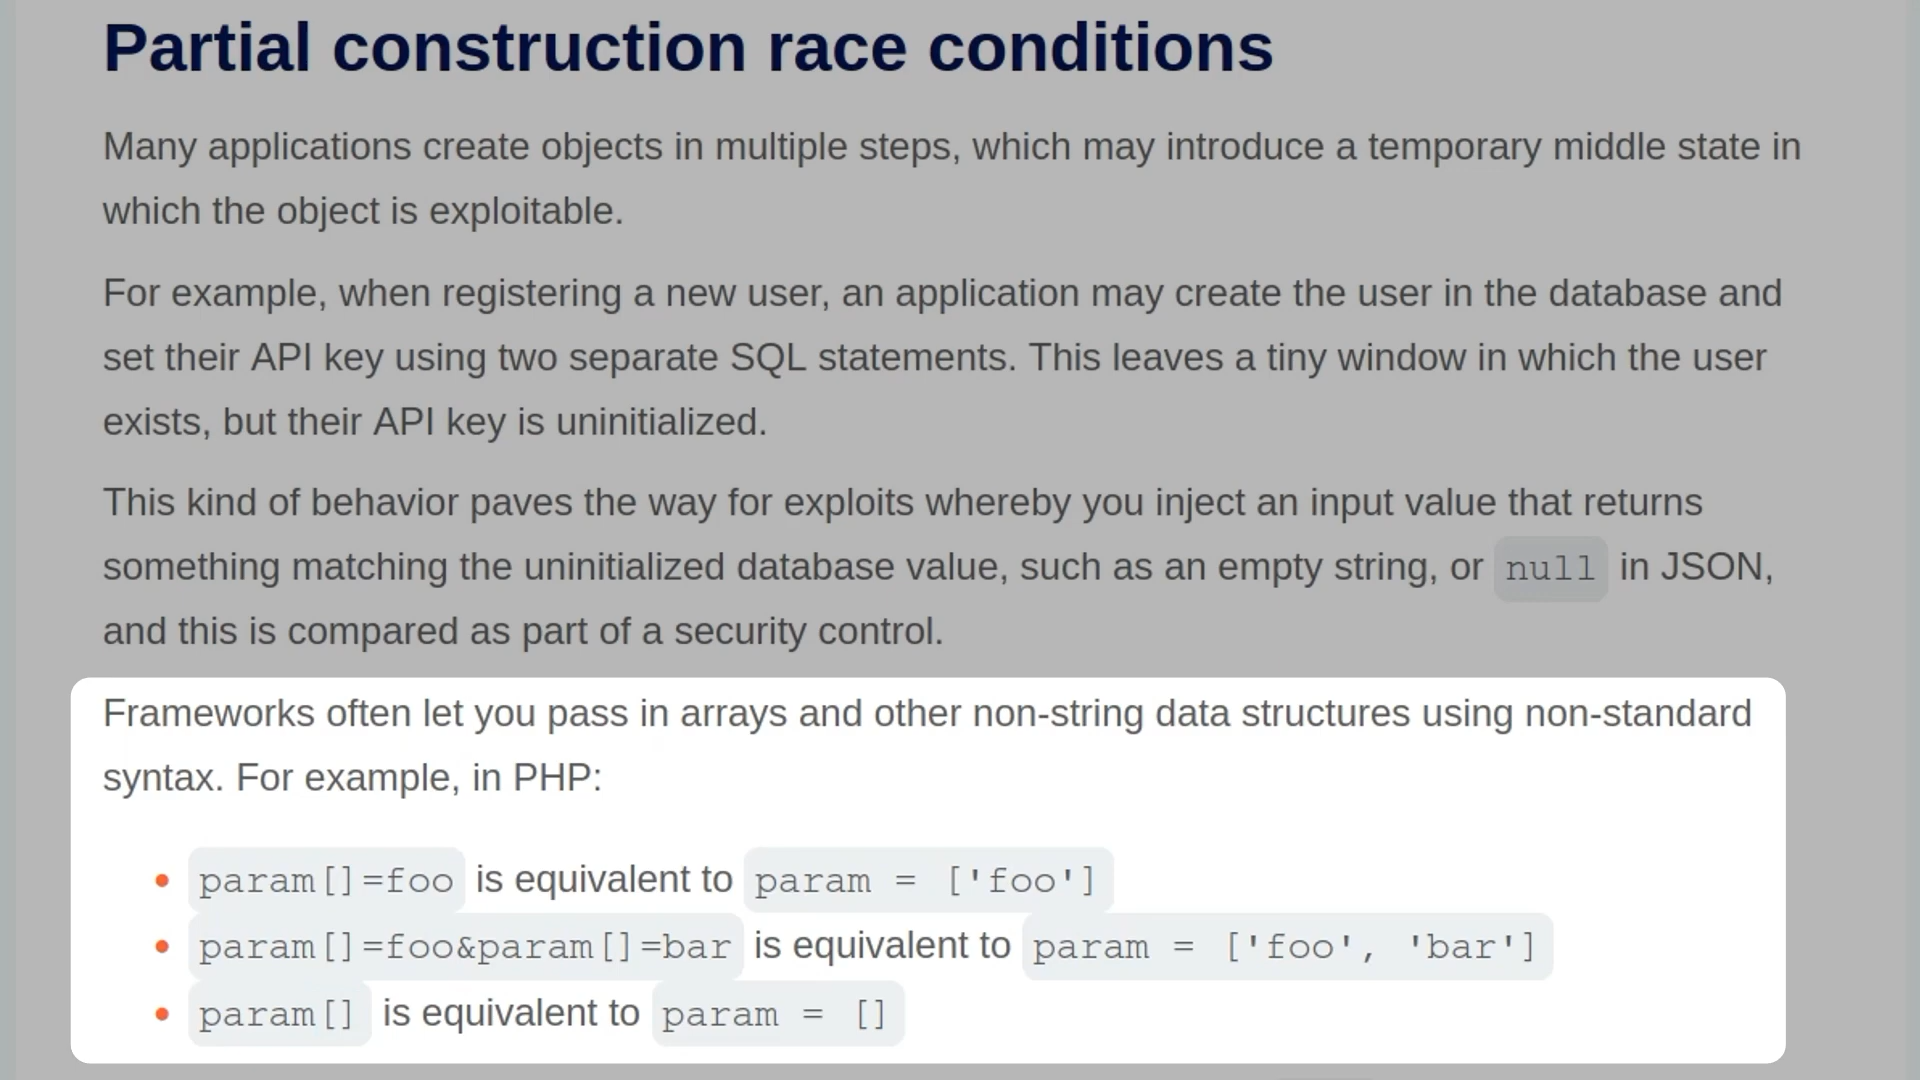 Partial construction race conditions
Many applications create objects in multiple steps, which may introduce a temporary middle state in
which the object is exploitable.
For example, when registering a new user, an application may create the user in the database and
set their API key using two separate SQL statements. This leaves a tiny window in which the user
exists, but their API key is uninitialized.
This kind of behavior paves the way for exploits whereby you inject an input value that returns
something matching the uninitialized database value, such as an empty string, or null in JSON,
and this is compared as part of a security control.
Frameworks often let you pass in arrays and other non-string data structures using non-standard
syntax. For example, in PHP:
• param[]=foo is equivalent to param = ['foo']
• param[]=foo&param[]=bar is equivalent to param = ['foo', 'bar']
• param[] is equivalent to param = []